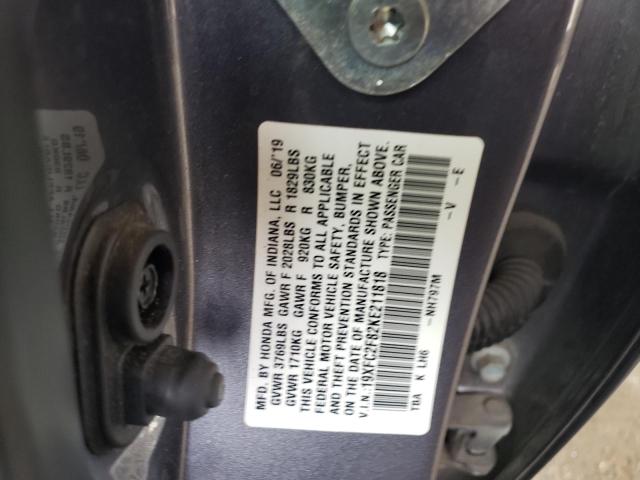 MFD. BY HONDA MFG. OF INDIANA, LLC 06/'19
GVWR 3769LBS GAWR F 2028LBS R 1829LBS
GVWR 1710KG GAWR F 920KG R 830KG
THIS VEHICLE CONFORMS TO ALL APPLICABLE
FEDERAL MOTOR VEHICLE SAFETY, BUMPER,
AND THEFT PREVENTION STANDARDS IN EFFECT
ON THE DATE OF MANUFACTURE SHOWN ABOVE.
V.I.N.:19XFC2F82KE211818 TYPE: PASSENGER CAR
TBA K LH6 -NH797M -V -E